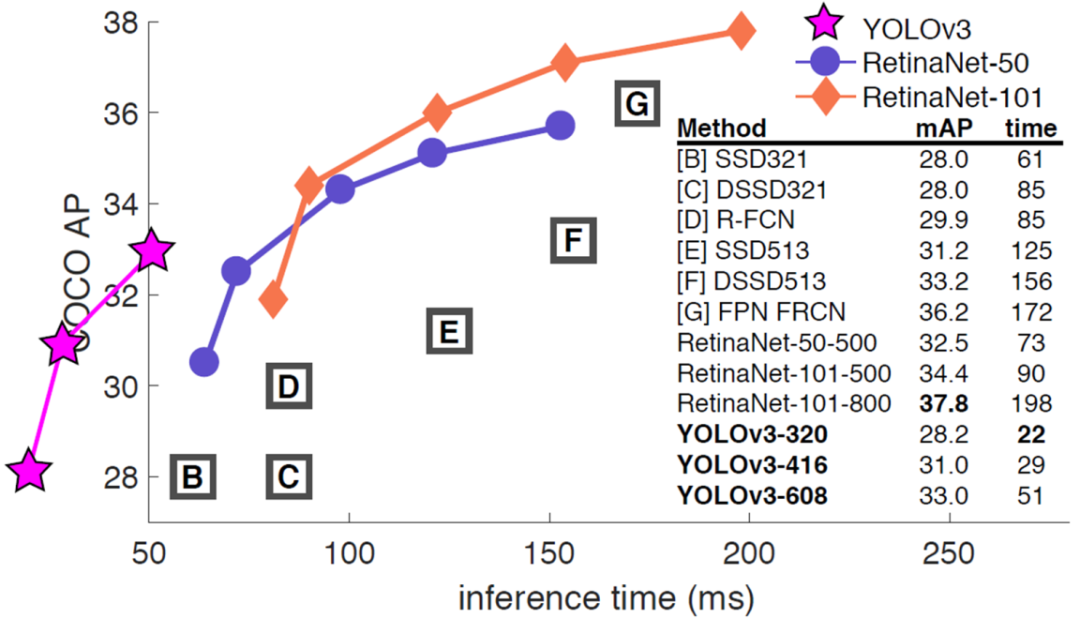 38
36
34
32
30
28
COCO AP
50 100 150 200 250
inference time (ms)
B
C
D
E
F
G
YOLOv3
RetinaNet-50
RetinaNet-101
Method mAP time
[B] SSD321 28.0 61
[C] DSSD321 28.0 85
[D] R-FCN 29.9 85
[E] SSD513 31.2 125
[F] DSSD513 33.2 156
[G] FPN FRCN 36.2 172
RetinaNet-50-500 32.5 73
RetinaNet-101-500 34.4 90
RetinaNet-101-800 37.8 198
YOLOv3-320 28.2 22
YOLOv3-416 31.0 29
YOLOv3-608 33.0 51